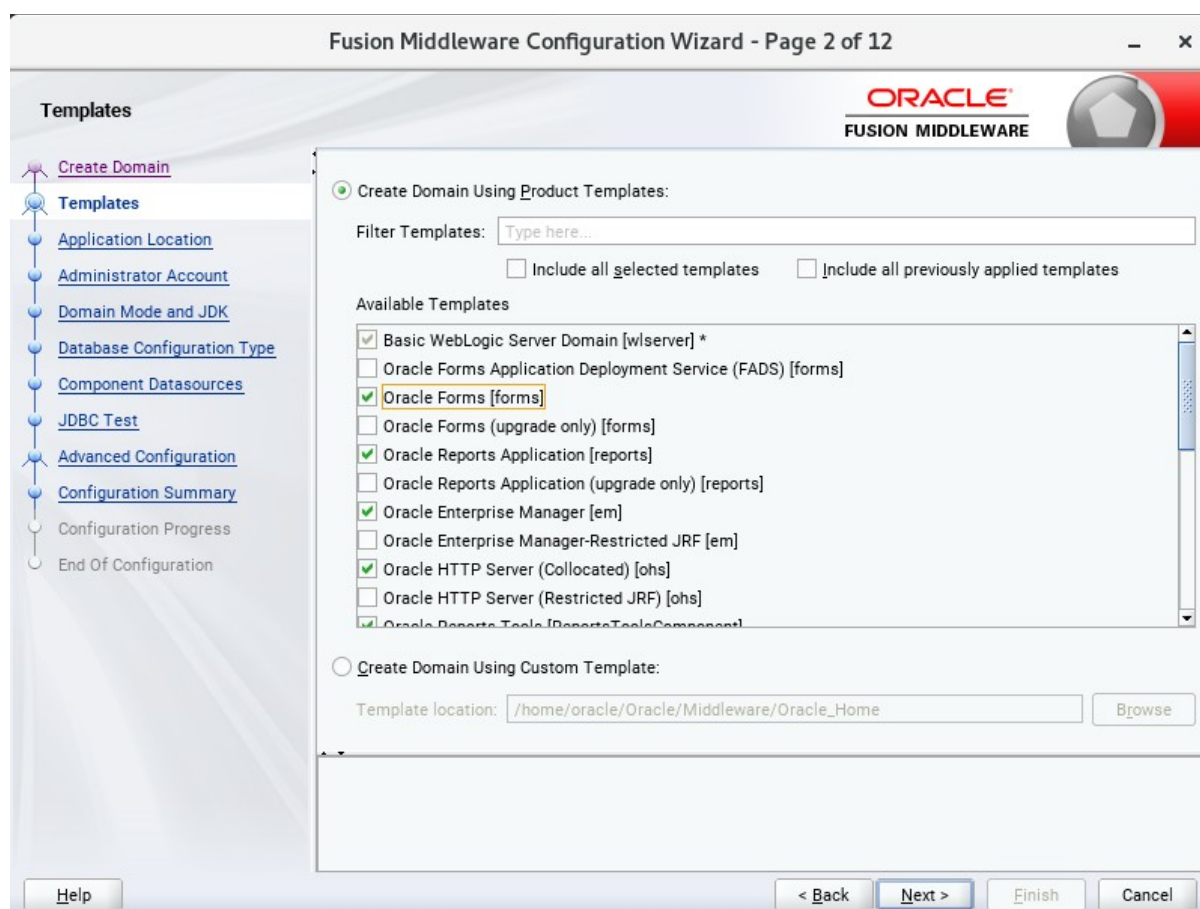 Fusion Middleware Configuration Wizard - Page 2 of 12
Templates
ORACLE
FUSION MIDDLEWARE
Create Domain
Templates
Application Location
Administrator Account
Domain Mode and JDK
Database Configuration Type
Component Datasources
JDBC Test
Advanced Configuration
Configuration Summary
Configuration Progress
End Of Configuration
Create Domain Using Product Templates:
Filter Templates: Type here...
Include all selected templates Include all previously applied templates
Available Templates
Basic WebLogic Server Domain [wlserver] *
Oracle Forms Application Deployment Service (FADS) [forms]
Oracle Forms [forms]
Oracle Forms (upgrade only) [forms]
Oracle Reports Application [reports]
Oracle Reports Application (upgrade only) [reports]
Oracle Enterprise Manager [em]
Oracle Enterprise Manager-Restricted JRF [em]
Oracle HTTP Server (Collocated) [ohs]
Oracle HTTP Server (Restricted JRF) [ohs]
Oracle Reports Tools [ReportsToolsComponent]
Create Domain Using Custom Template:
Template location: /home/oracle/Oracle/Middleware/Oracle_Home Browse
Help < Back Next > Finish Cancel